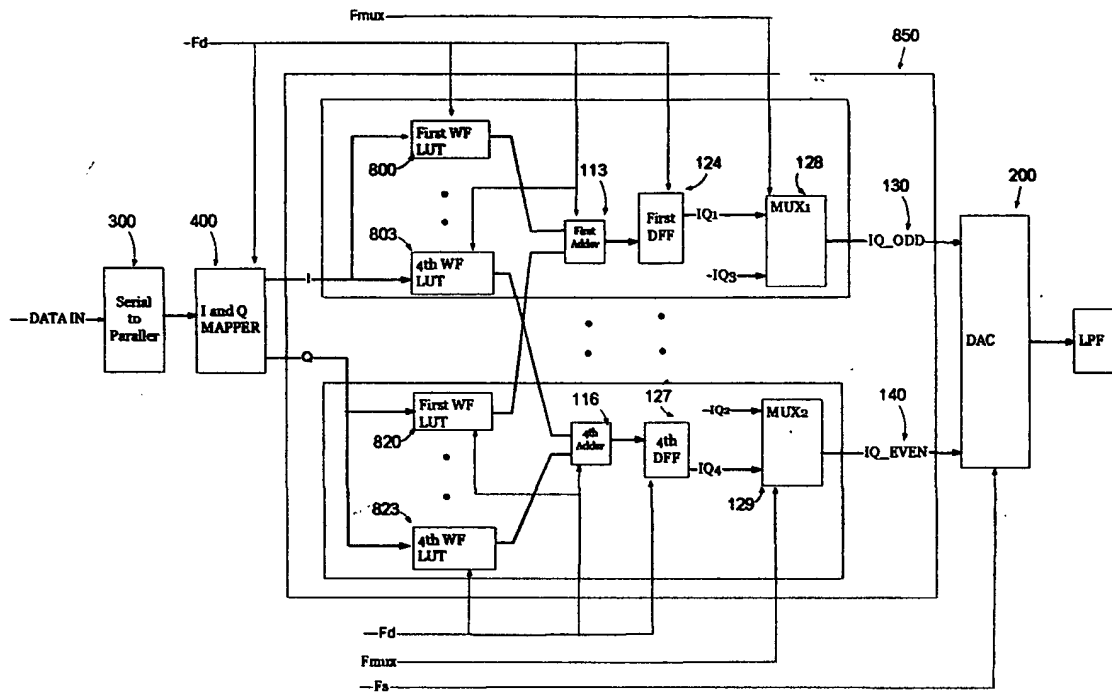 Fmux
-Fd
850
First WF
LUT
800
113
124
128
130
200
300
400
803
First
Adder
First
DFF
IQ1
MUX1
-IQ3
IQ_ODD
4th WF
LUT
I
DATA IN
Serial
to
Paraller
I and Q
MAPPER
DAC
LPF
Q
First WF
LUT
820
116
127
-IQ2
MUX2
140
4th
Adder
4th
DFF
-IQ4
IQ_EVEN
129
823
4th WF
LUT
-Fd
Fmux
-Fs